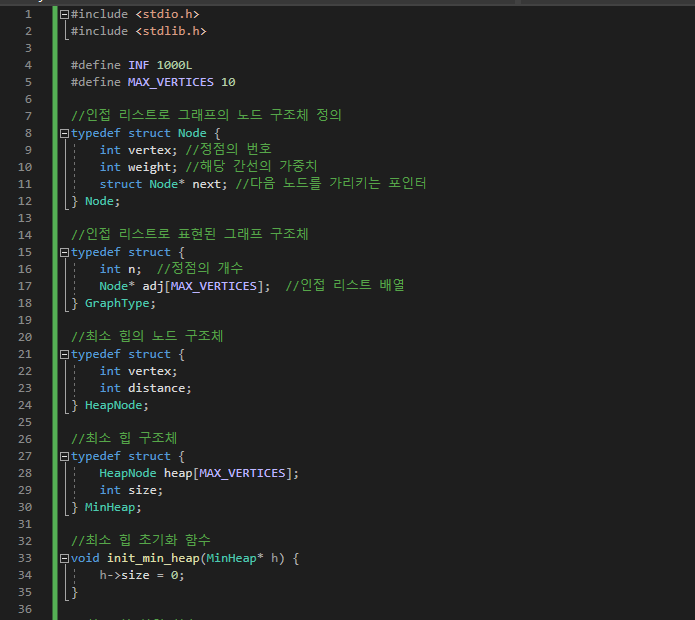 1 #include <stdio.h>
2 #include <stdlib.h>
3
4 #define INF 1000L
5 #define MAX_VERTICES 10
6
7 //인접 리스트로 그래프의 노드 구조체 정의
8 typedef struct Node {
9 int vertex; //정점의 번호
10 int weight; //해당 간선의 가중치
11 struct Node* next; //다음 노드를 가리키는 포인터
12 } Node;
13
14 //인접 리스트로 표현된 그래프 구조체
15 typedef struct {
16 int n;  //정점의 개수
17 Node* adj[MAX_VERTICES];  //인접 리스트 배열
18 } GraphType;
19
20 //최소 힙의 노드 구조체
21 typedef struct {
22 int vertex;
23 int distance;
24 } HeapNode;
25
26 //최소 힙 구조체
27 typedef struct {
28 HeapNode heap[MAX_VERTICES];
29 int size;
30 } MinHeap;
31
32 //최소 힙 초기화 함수
33 void init_min_heap(MinHeap* h) {
34 h->size = 0;
35 }
36